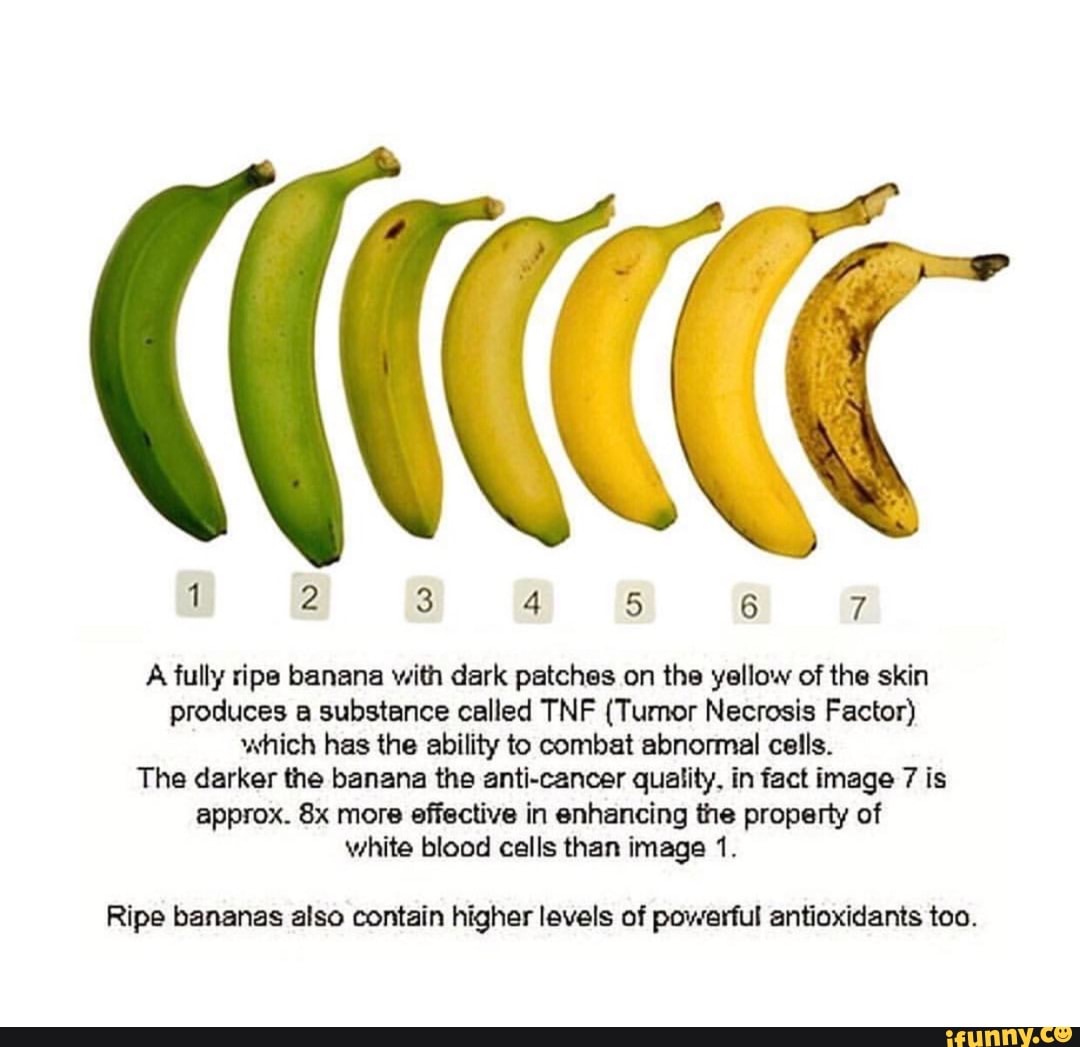 1 2 3 4 5 6 7
A fully ripe banana with dark patches on the yellow of the skin
produces a substance called TNF (Tumor Necrosis Factor)
which has the ability to combat abnormal cells.
The darker the banana the anti-cancer quality, in fact image 7 is
approx. 8x more effective in enhancing the property of
white blood cells than image 1.
Ripe bananas also contain higher levels of powerful antioxidants too.
ifunny.co